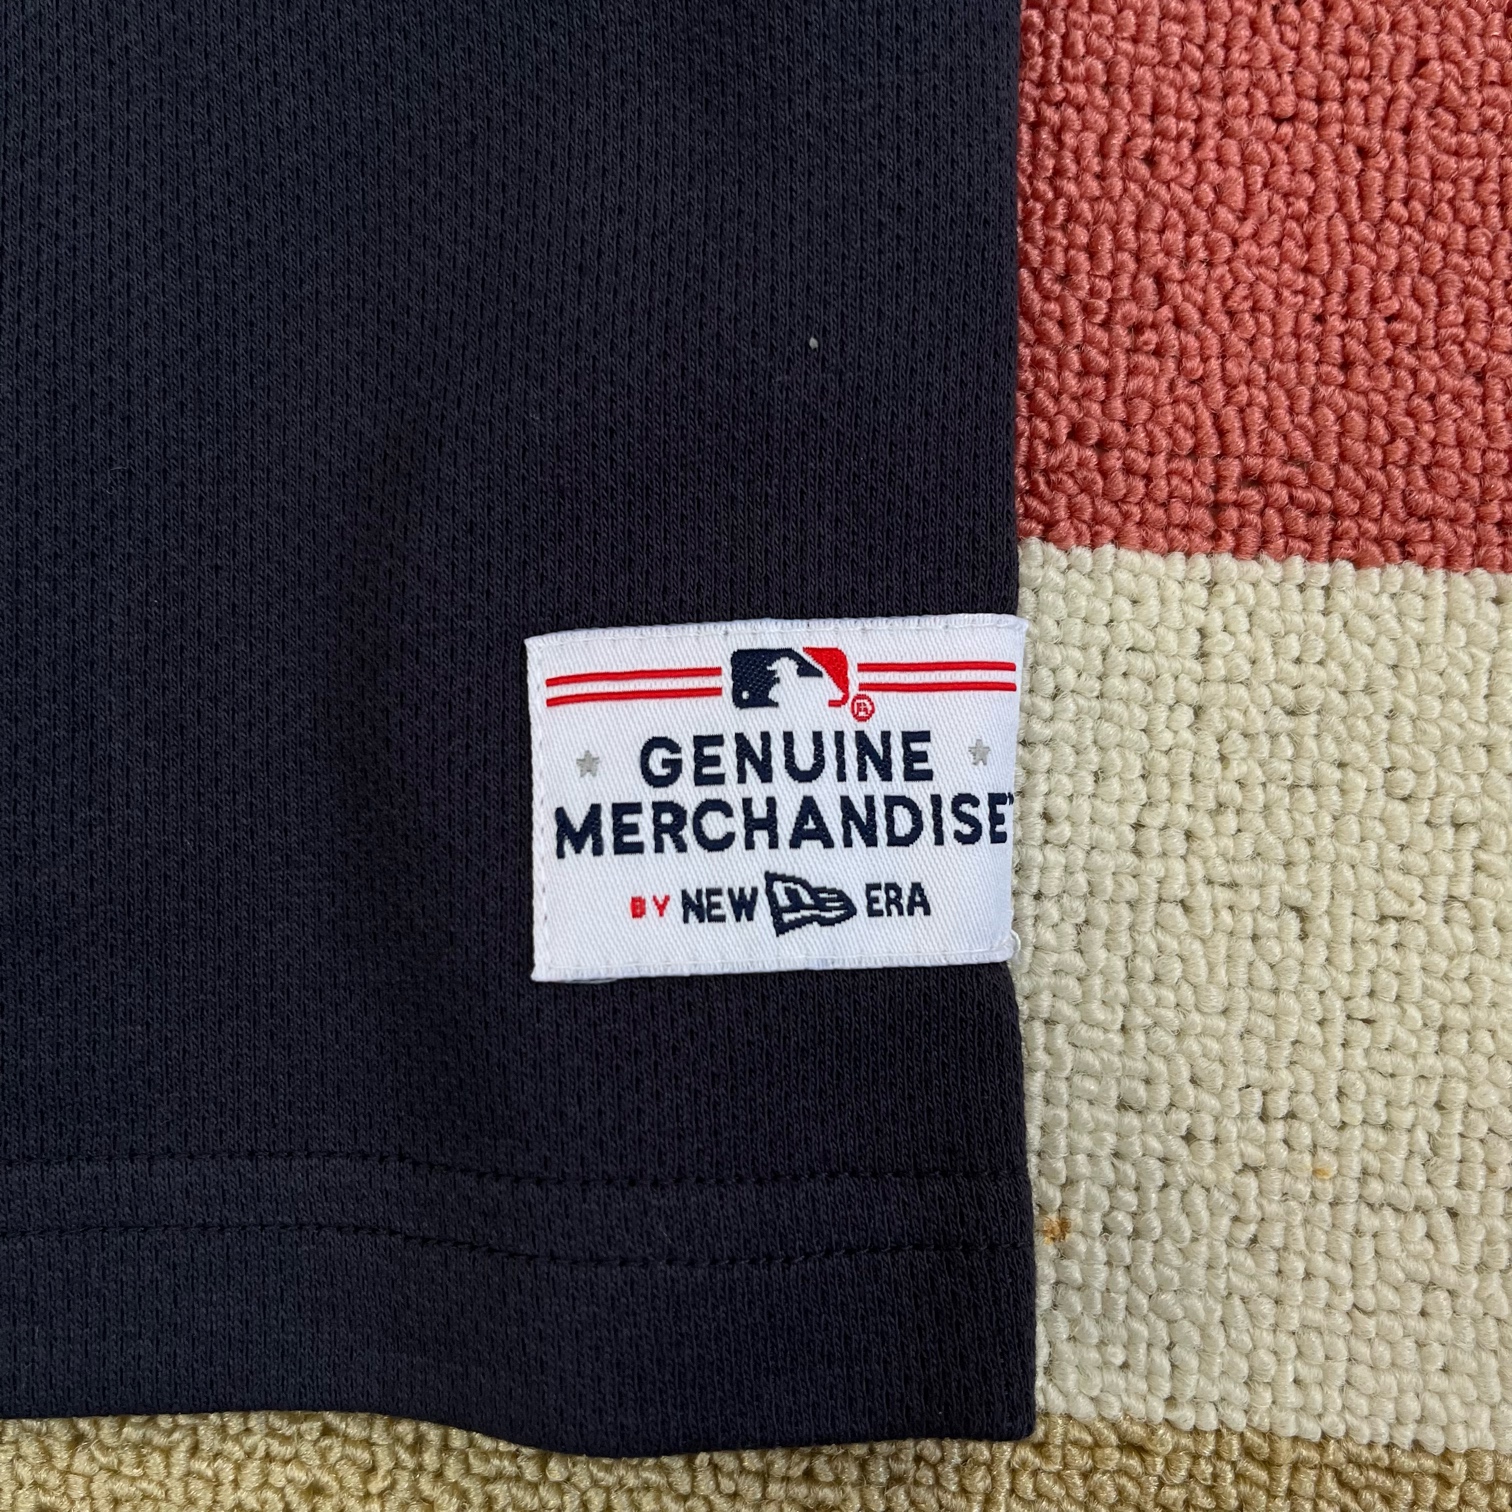 ®
GENUINE
MERCHANDISE™
BY NEW ERA